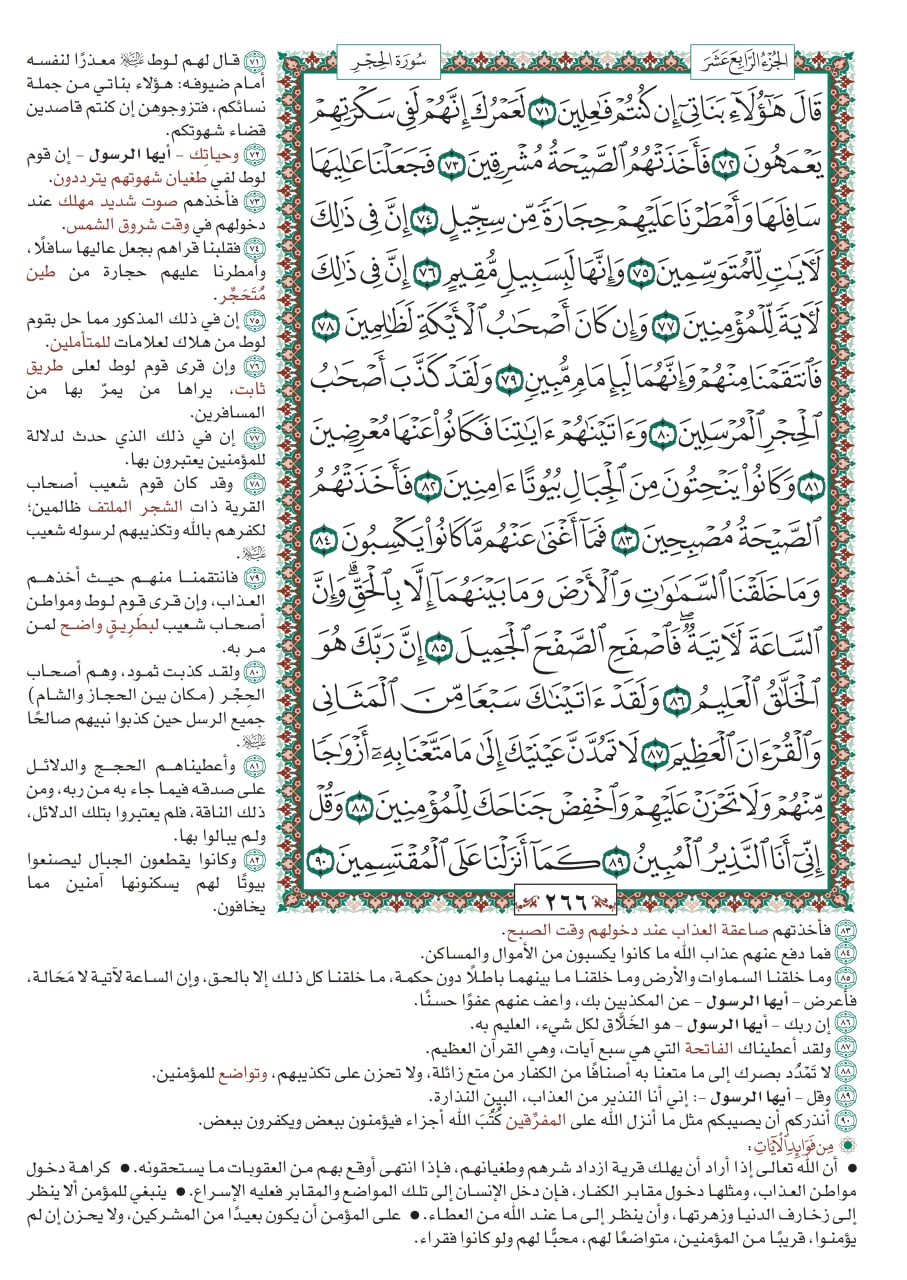 الجُزْءُ الرَّابِعَ عَشَرَ
سُورَةُ الحِجْرِ
قَالَ هَٰٓؤُلَآءِ بَنَاتِىٓ إِن كُنتُمْ فَٰعِلِينَ ٧١ لَعَمْرُكَ إِنَّهُمْ لَفِى سَكْرَتِهِمْ
يَعْمَهُونَ ٧٢ فَأَخَذَتْهُمُ ٱلصَّيْحَةُ مُشْرِقِينَ ٧٣ فَجَعَلْنَا عَٰلِيَهَا
سَافِلَهَا وَأَمْطَرْنَا عَلَيْهِمْ حِجَارَةً مِّن سِجِّيلٍ ٧٤ إِنَّ فِى ذَٰلِكَ
لَءَايَٰتٍ لِّلْمُتَوَسِّمِينَ ٧٥ وَإِنَّهَا لَبِسَبِيلٍ مُّقِيمٍ ٧٦ إِنَّ فِى ذَٰلِكَ
لَءَايَةً لِّلْمُؤْمِنِينَ ٧٧ وَإِن كَانَ أَصْحَٰبُ ٱلْأَيْكَةِ لَظَٰلِمِينَ ٧٨
فَٱنتَقَمْنَا مِنْهُمْ وَإِنَّهُمَا لَبِإِمَامٍ مُّبِينٍ ٧٩ وَلَقَدْ كَذَّبَ أَصْحَٰبُ
ٱلْحِجْرِ ٱلْمُرْسَلِينَ ٨٠ وَءَاتَيْنَٰهُمْ ءَايَٰتِنَا فَكَانُوا۟ عَنْهَا مُعْرِضِينَ
٨١ وَكَانُوا۟ يَنْحِتُونَ مِنَ ٱلْجِبَالِ بُيُوتًا ءَامِنِينَ ٨٢ فَأَخَذَتْهُمُ
ٱلصَّيْحَةُ مُصْبِحِينَ ٨٣ فَمَآ أَغْنَىٰ عَنْهُم مَّا كَانُوا۟ يَكْسِبُونَ ٨٤
وَمَا خَلَقْنَا ٱلسَّمَٰوَٰتِ وَٱلْأَرْضَ وَمَا بَيْنَهُمَآ إِلَّا بِٱلْحَقِّ ۗ وَإِنَّ
ٱلسَّاعَةَ لَءَاتِيَةٌ ۖ فَٱصْفَحِ ٱلصَّفْحَ ٱلْجَمِيلَ ٨٥ إِنَّ رَبَّكَ هُوَ
ٱلْخَلَّٰقُ ٱلْعَلِيمُ ٨٦ وَلَقَدْ ءَاتَيْنَٰكَ سَبْعًا مِّنَ ٱلْمَثَانِى
وَٱلْقُرْءَانَ ٱلْعَظِيمَ ٨٧ لَا تَمُدَّنَّ عَيْنَيْكَ إِلَىٰ مَا مَتَّعْنَا بِهِۦٓ أَزْوَٰجًا
مِّنْهُمْ وَلَا تَحْزَنْ عَلَيْهِمْ وَٱخْفِضْ جَنَاحَكَ لِلْمُؤْمِنِينَ ٨٨ وَقُلْ
إِنِّىٓ أَنَا ٱلنَّذِيرُ ٱلْمُبِينُ ٨٩ كَمَآ أَنزَلْنَا عَلَى ٱلْمُقْتَسِمِينَ ٩٠
٢٦٦
٧١ قال لهم لوط عليه السلام معذرًا لنفسه
أمام ضيوفه: هؤلاء بناتي من جملة
نسائكم، فتزوجوهن إن كنتم قاصدين
قضاء شهوتكم.
٧٢ وحياتِك – أيها الرسول – إن قوم
لوط لفي طغيان شهوتهم يترددون.
٧٣ فأخذهم صوت شديد مهلك عند
دخولهم في وقت شروق الشمس.
٧٤ فقلبنا قراهم بجعل عاليها سافلًا،
وأمطرنا عليهم حجارة من طين
مُتَحَجِّر.
٧٥ إن في ذلك المذكور مما حل بقوم
لوط من هلاك لعلامات للمتأملين.
٧٦ وإن قرى قوم لوط لعلى طريق
ثابت، يراها من يمرّ بها من
المسافرين.
٧٧ إن في ذلك الذي حدث لدلالة
للمؤمنين يعتبرون بها.
٧٨ وقد كان قوم شعيب أصحاب
القرية ذات الشجر الملتف ظالمين؛
لكفرهم بالله وتكذيبهم لرسوله شعيب
عليه السلام.
٧٩ فانتقمنا منهم حيث أخذهم
العذاب، وإن قرى قوم لوط ومواطن
أصحاب شعيب لبطَرِيقٍ واضح لمن
مر به.
٨٠ ولقد كذبت ثمود، وهم أصحاب
الحِجْر (مكان بين الحجاز والشام)
جميع الرسل حين كذبوا نبيهم صالحًا
عليه السلام.
٨١ وأعطيناهم الحجج والدلائل
على صدقه فيما جاء به من ربه، ومن
ذلك الناقة، فلم يعتبروا بتلك الدلائل،
ولم يبالوا بها.
٨٢ وكانوا يقطعون الجبال ليصنعوا
بيوتًا لهم يسكنونها آمنين مما
يخافون.
٨٣ فأخذتهم صاعقة العذاب عند دخولهم وقت الصبح.
٨٤ فما دفع عنهم عذاب الله ما كانوا يكسبون من الأموال والمساكن.
٨٥ وما خلقنا السماوات والأرض وما خلقنا ما بينهما باطلًا دون حكمة، ما خلقنا كل ذلك إلا بالحق، وإن الساعة لآتية لا مَحَالة،
فأعرض – أيها الرسول – عن المكذبين بك، واعف عنهم عفوًا حسنًا.
٨٦ إن ربك – أيها الرسول – هو الخَلَّاق لكل شيء، العليم به.
٨٧ ولقد أعطيناك الفاتحة التي هي سبع آيات، وهي القرآن العظيم.
٨٨ لا تَمْدُد بصرك إلى ما متعنا به أصنافًا من الكفار من متع زائلة، ولا تحزن على تكذيبهم، وتواضع للمؤمنين.
٨٩ وقل – أيها الرسول –: إني أنا النذير من العذاب، البين النذارة.
٩٠ أنذركم أن يصيبكم مثل ما أنزل الله على المفرِّقين كُتُبَ الله أجزاء فيؤمنون ببعض ويكفرون ببعض.
مِن فَوَائِدِ الآيَاتِ:
• أن الله تعالى إذا أراد أن يهلك قرية ازداد شرهم وطغيانهم، فإذا انتهى أوقع بهم من العقوبات ما يستحقونه. • كراهة دخول
مواطن العذاب، ومثلها دخول مقابر الكفار، فإن دخل الإنسان إلى تلك المواضع والمقابر فعليه الإسراع. • ينبغي للمؤمن ألا ينظر
إلى زخارف الدنيا وزهرتها، وأن ينظر إلى ما عند الله من العطاء. • على المؤمن أن يكون بعيدًا من المشركين، ولا يحزن إن لم
يؤمنوا، قريبًا من المؤمنين، متواضعًا لهم، محبًّا لهم ولو كانوا فقراء.